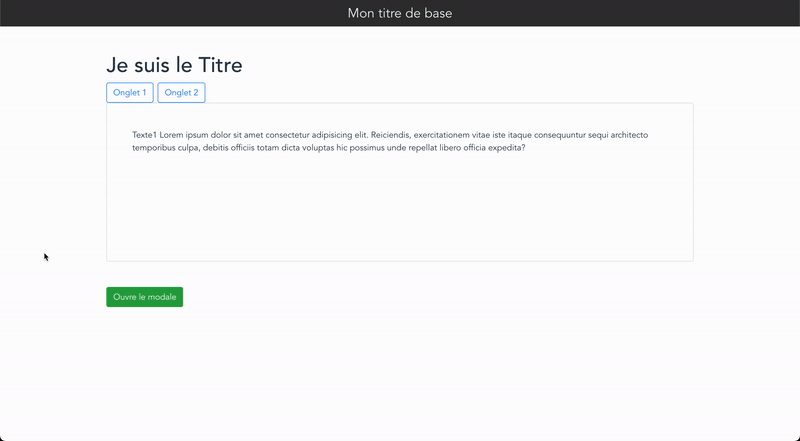 Mon titre de base
Je suis le Titre
Onglet 1 Onglet 2
Texte1 Lorem ipsum dolor sit amet consectetur adipisicing elit. Reiciendis, exercitationem vitae iste itaque consequuntur sequi architecto
temporibus culpa, debitis officiis totam dicta voluptas hic possimus unde repellat libero officia expedita?
Ouvre le modale